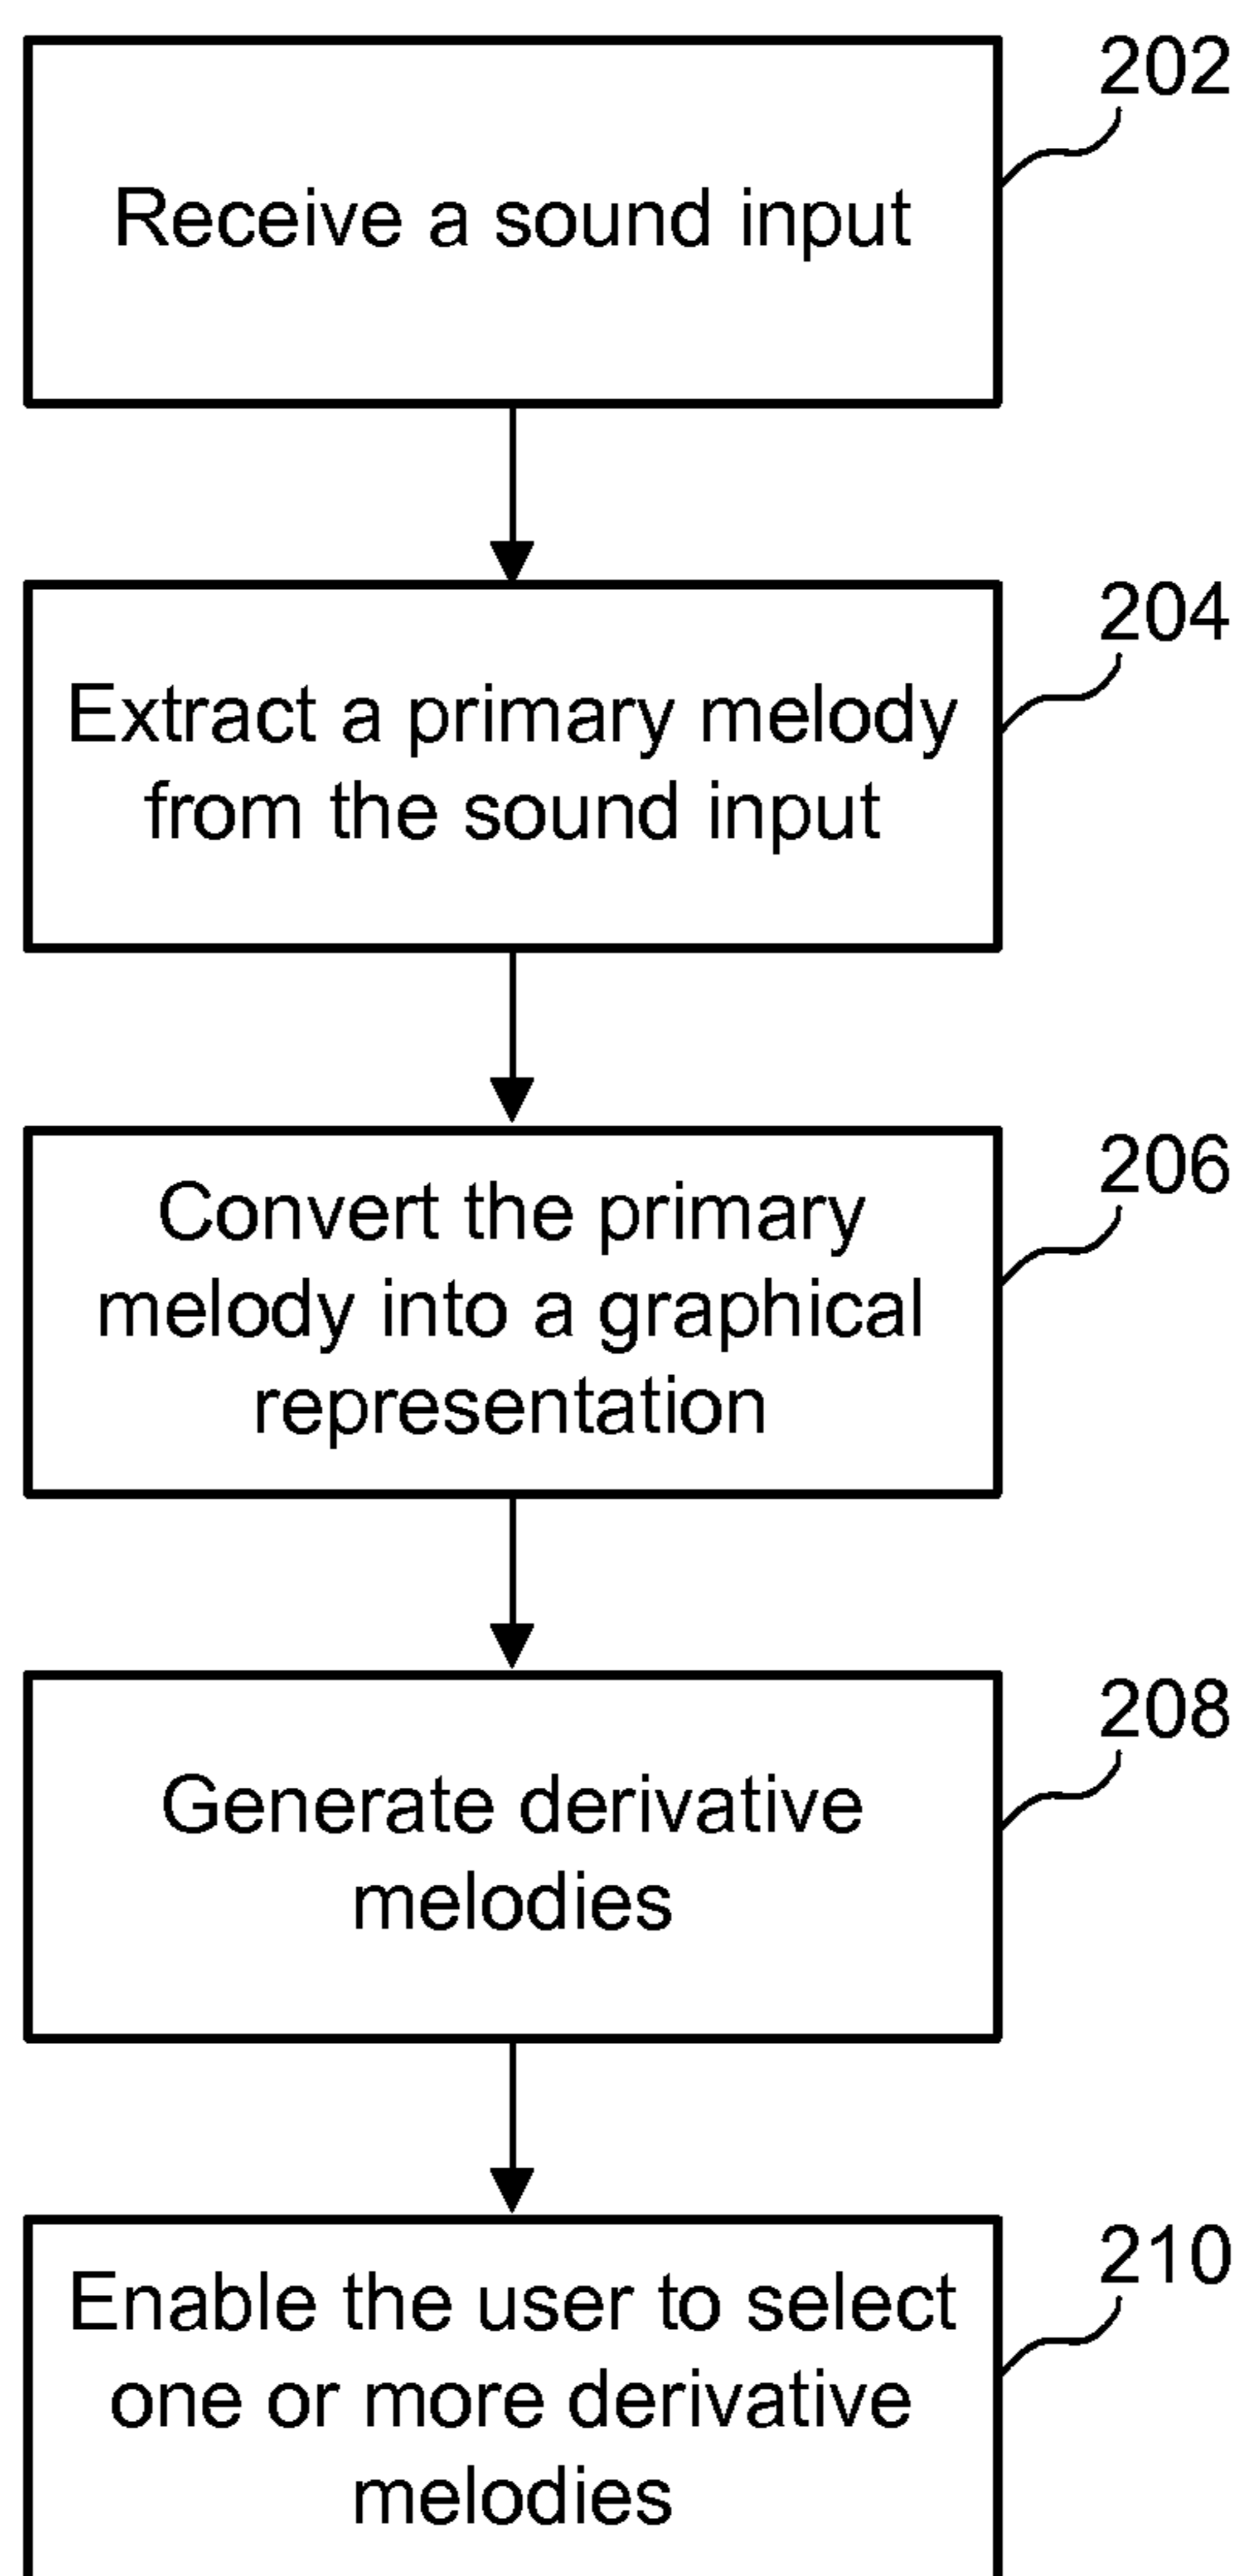 202
Receive a sound input
204
Extract a primary melody
from the sound input
206
Convert the primary
melody into a graphical
representation
208
Generate derivative
melodies
210
Enable the user to select
one or more derivative
melodies